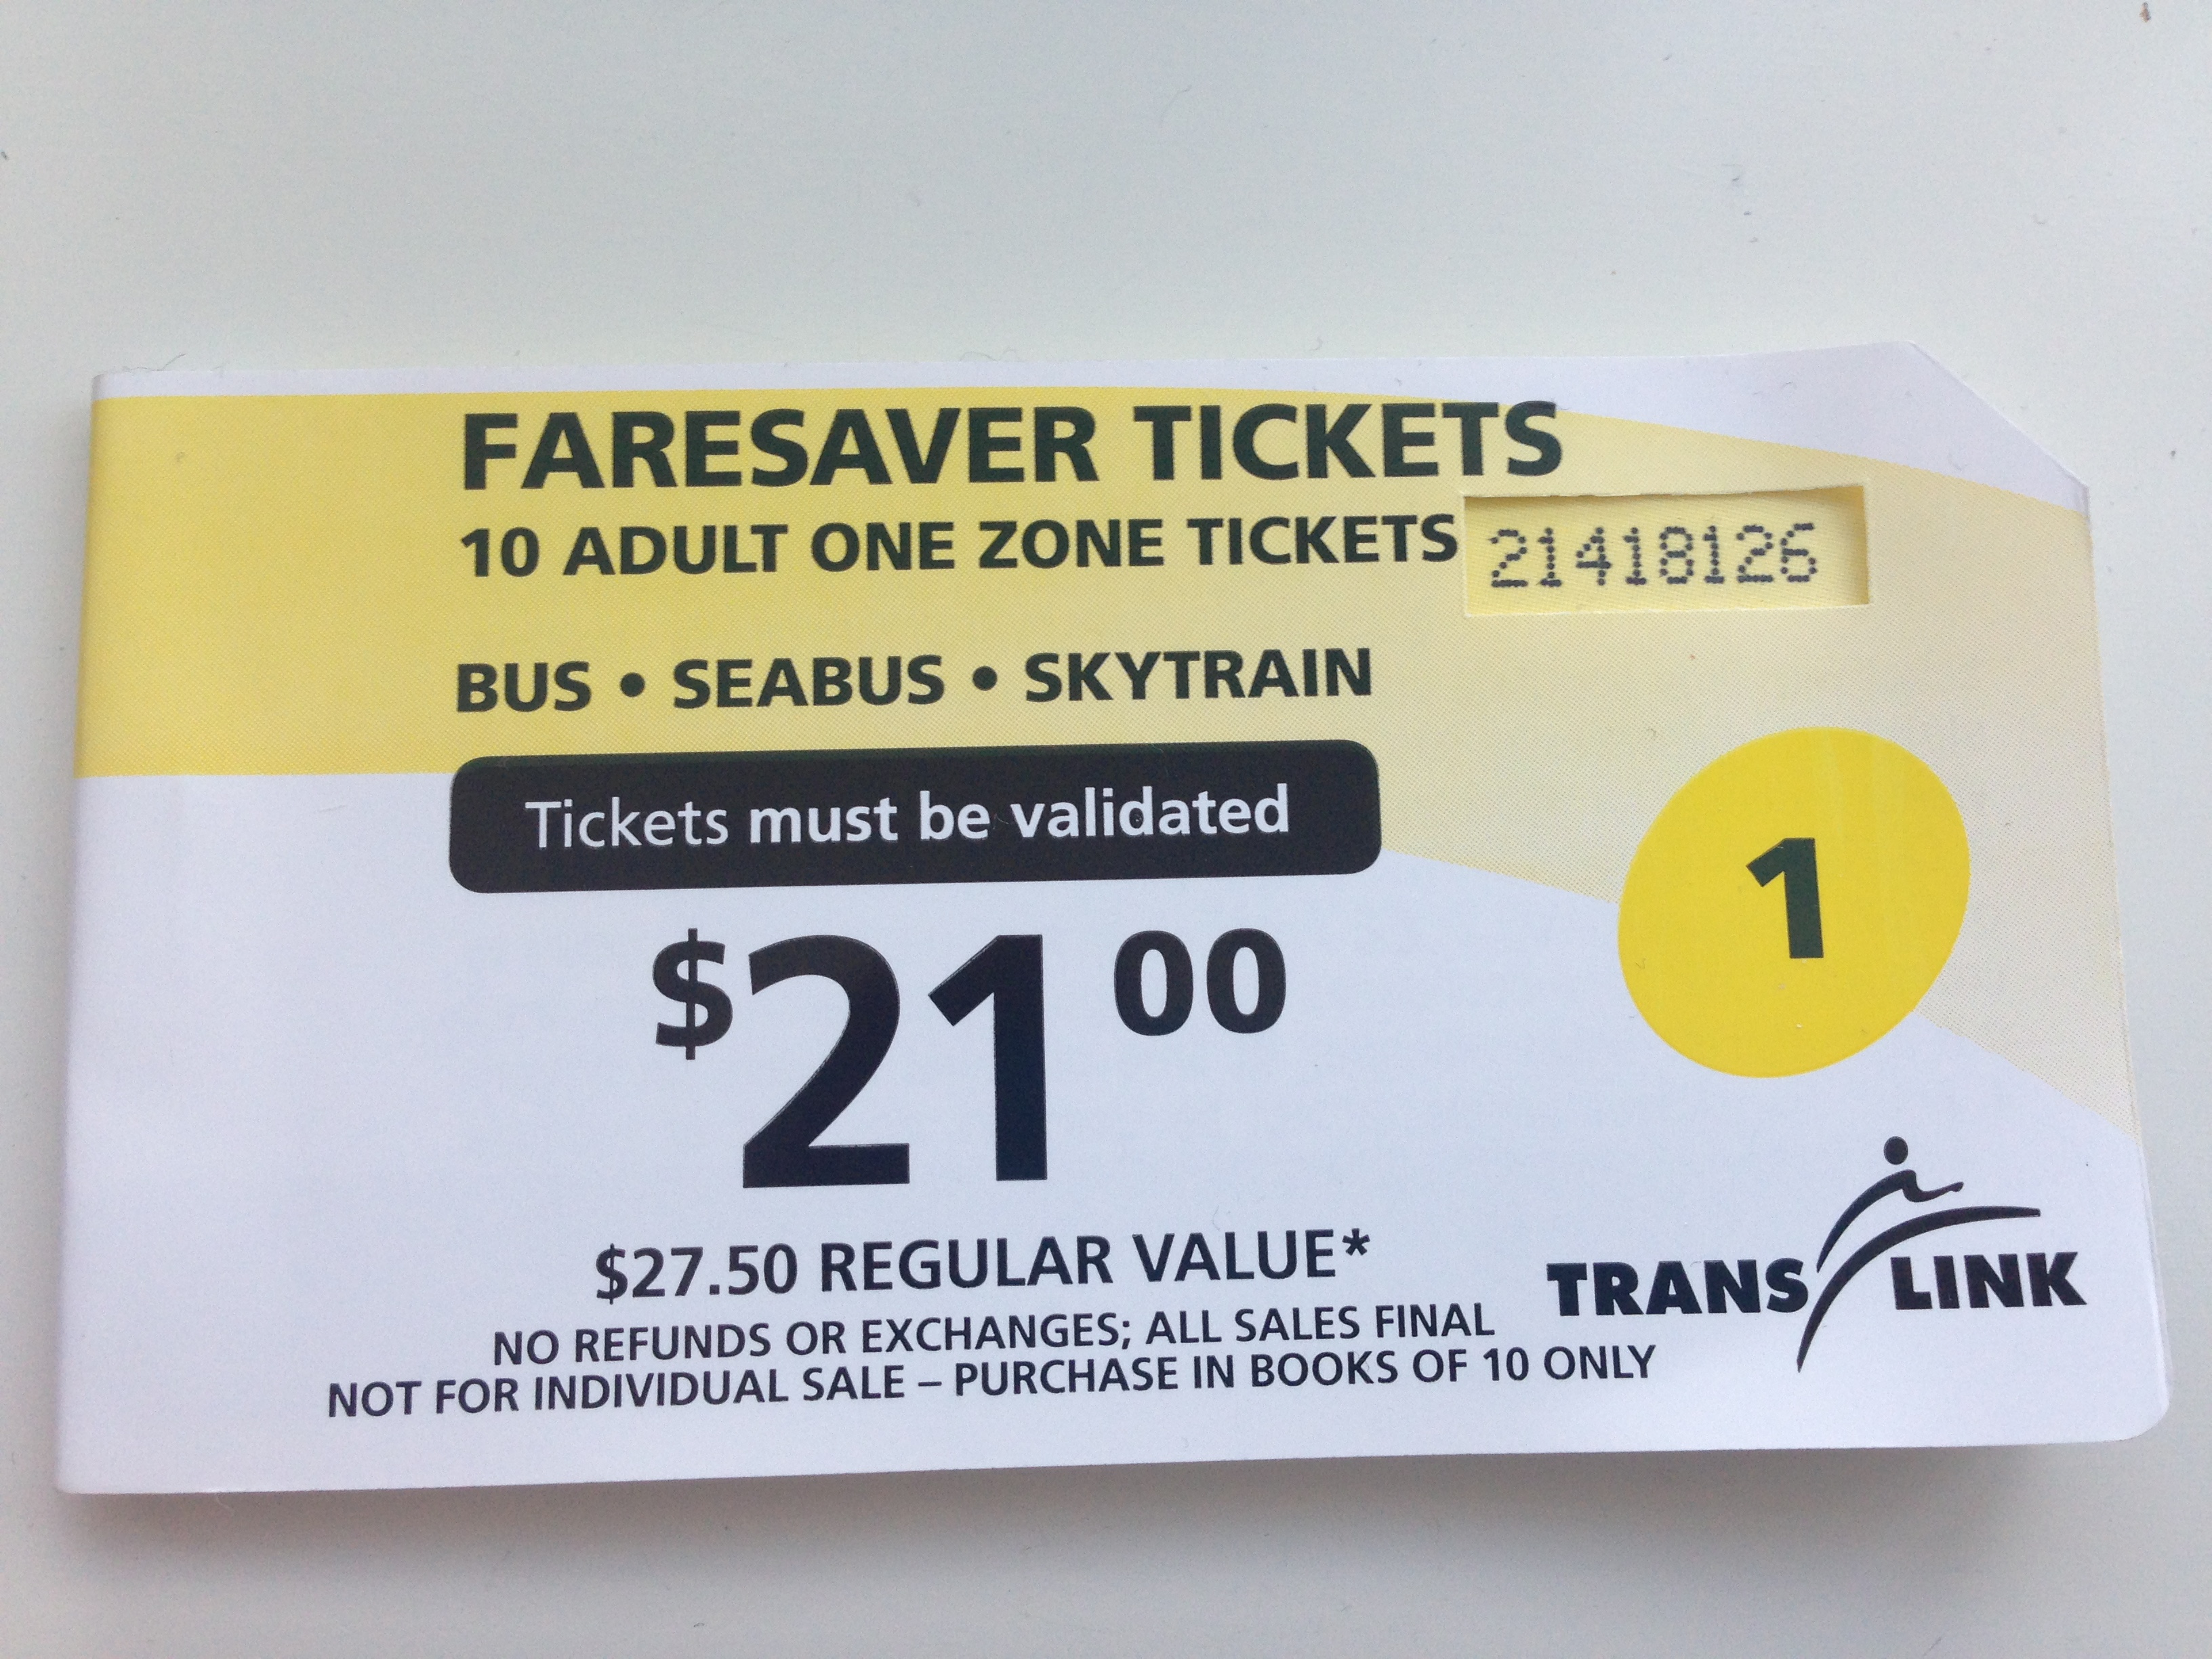 FARESAVER TICKETS
10 ADULT ONE ZONE TICKETS 21418126
BUS • SEABUS • SKYTRAIN
Tickets must be validated
1
$21 00
$27.50 REGULAR VALUE*
TRANS LINK
NO REFUNDS OR EXCHANGES; ALL SALES FINAL
NOT FOR INDIVIDUAL SALE – PURCHASE IN BOOKS OF 10 ONLY